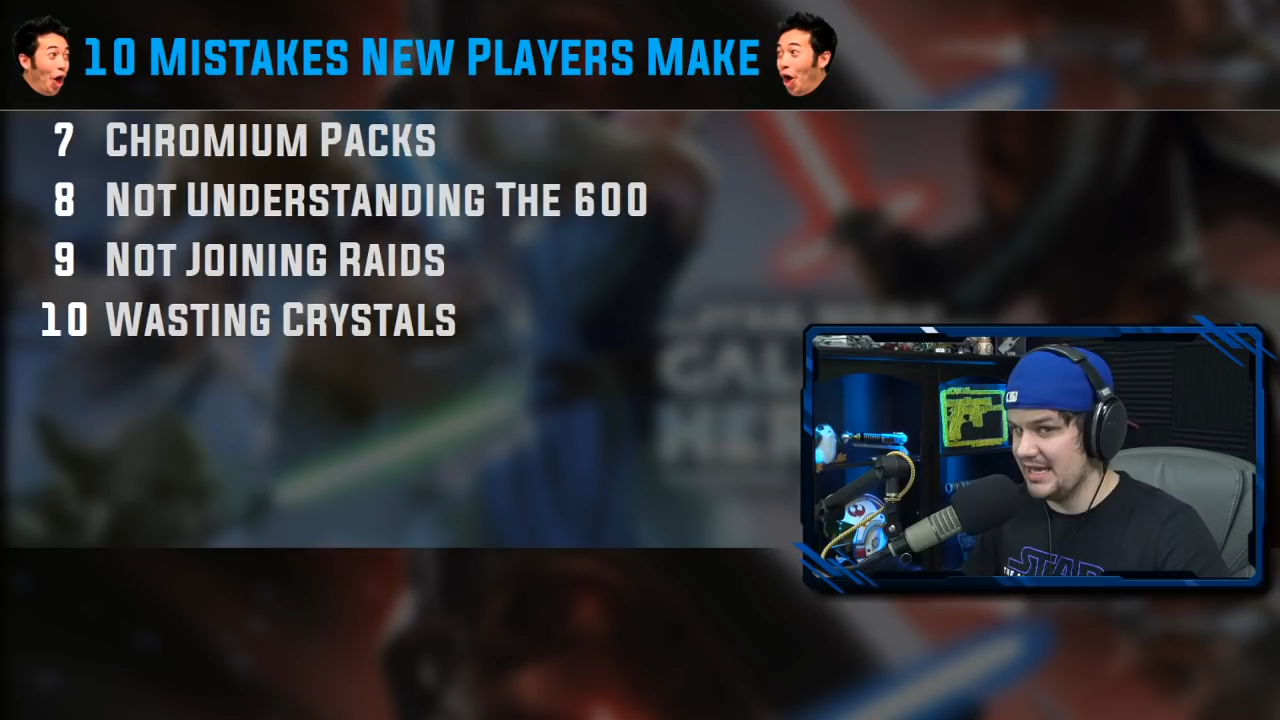 10 Mistakes New Players Make
7 Chromium Packs
8 Not Understanding The 600
9 Not Joining Raids
10 Wasting Crystals
STAR